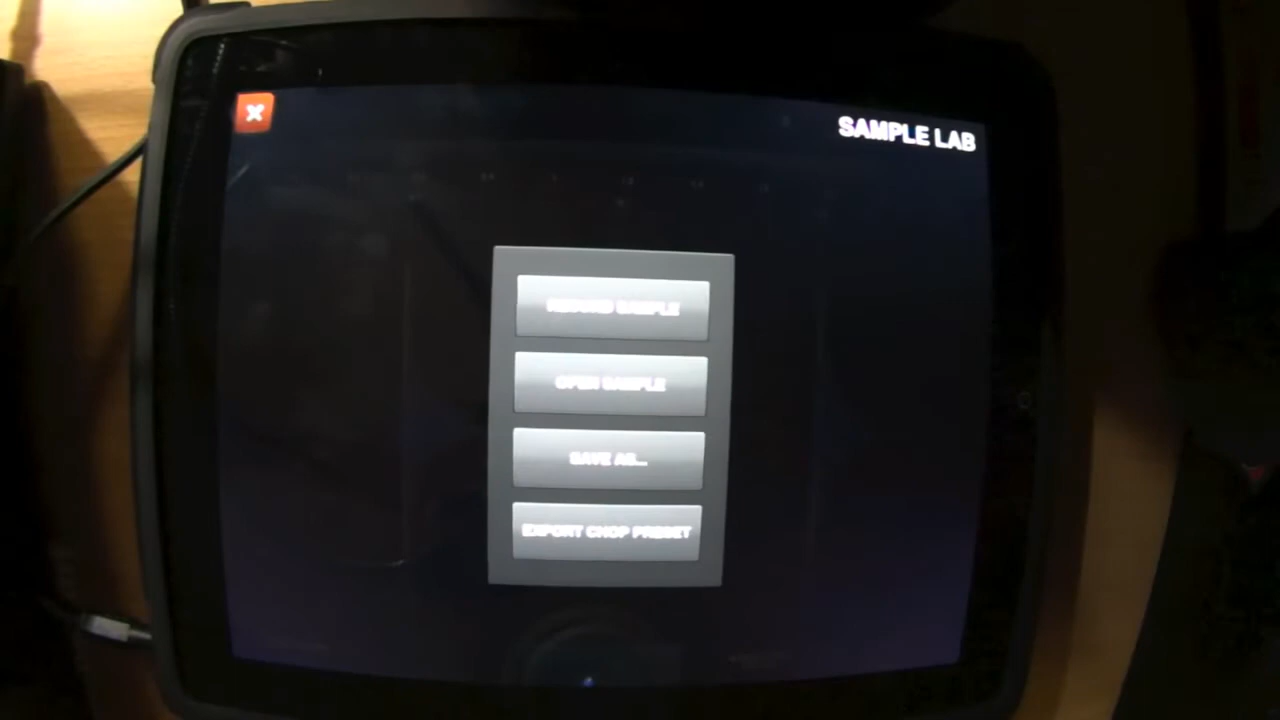 SAMPLE LAB
RECORD SAMPLE
OPEN SAMPLE
SAVE AS...
EXPORT CHOP PRESET